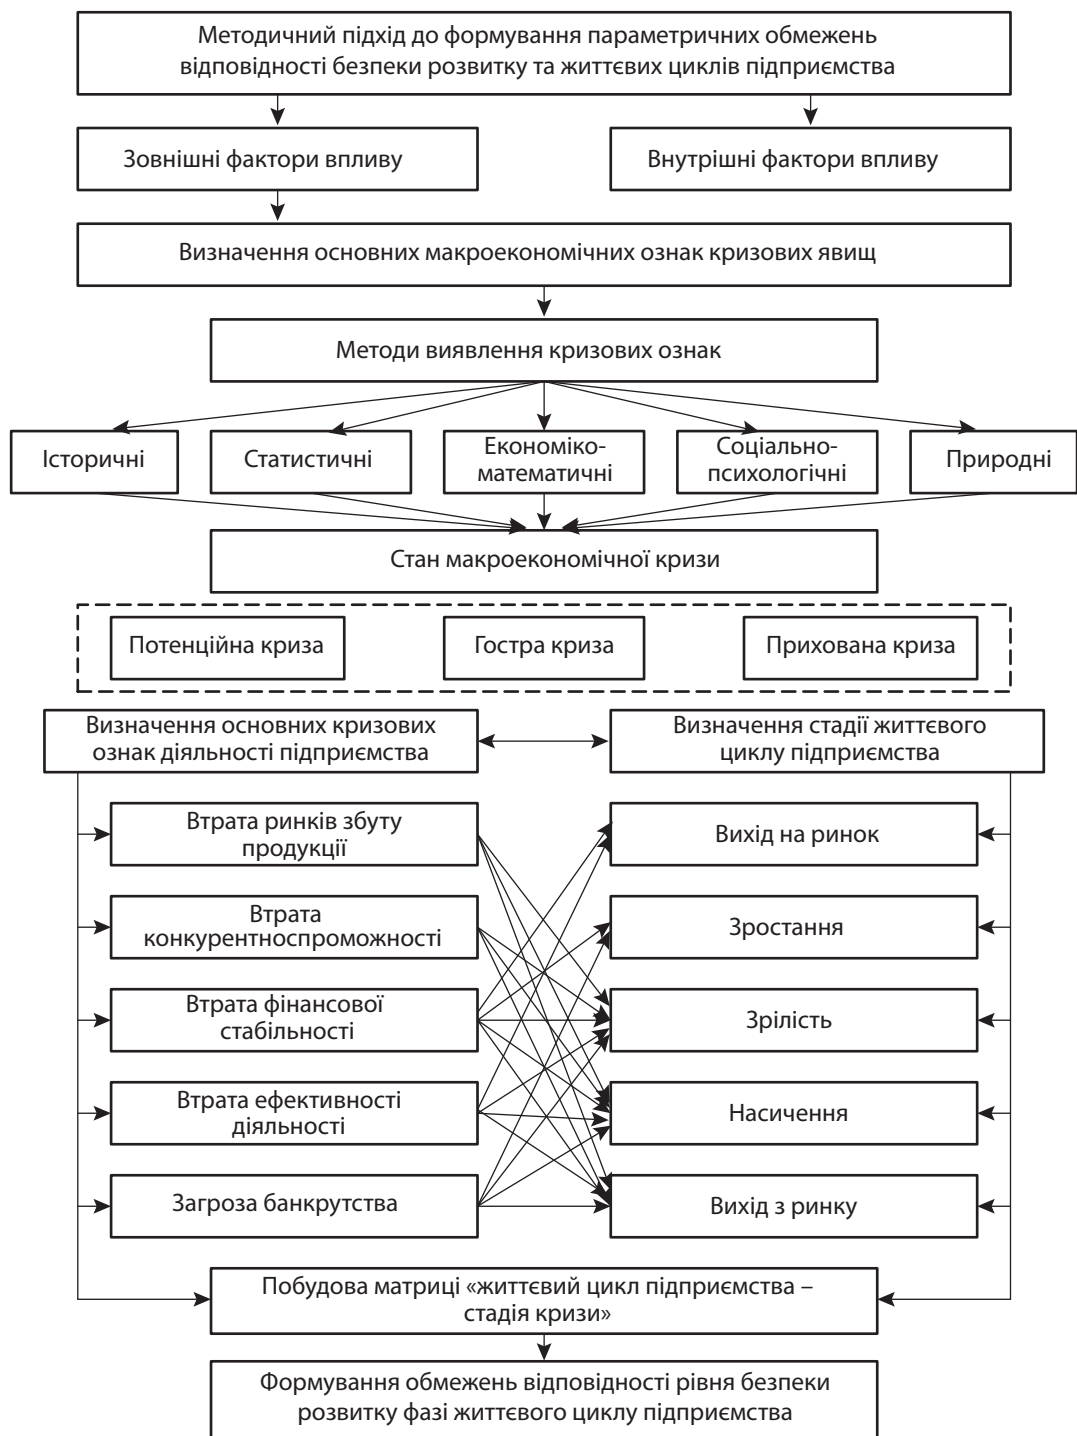 Методичний підхід до формування параметричних обмежень
відповідності безпеки розвитку та життєвих циклів підприємства
Зовнішні фактори впливу
Внутрішні фактори впливу
Визначення основних макроекономічних ознак кризових явищ
Методи виявлення кризових ознак
Історичні
Статистичні
Економіко-
математичні
Соціально-
психологічні
Природні
Стан макроекономічної кризи
Потенційна криза
Гостра криза
Прихована криза
Визначення основних кризових
ознак діяльності підприємства
Визначення стадії життєвого
циклу підприємства
Втрата ринків збуту
продукції
Вихід на ринок
Втрата
конкурентноспроможності
Зростання
Втрата фінансової
стабільності
Зрілість
Втрата ефективності
діяльності
Насичення
Загроза банкрутства
Вихід з ринку
Побудова матриці «життєвий цикл підприємства –
стадія кризи»
Формування обмежень відповідності рівня безпеки
розвитку фазі життєвого циклу підприємства